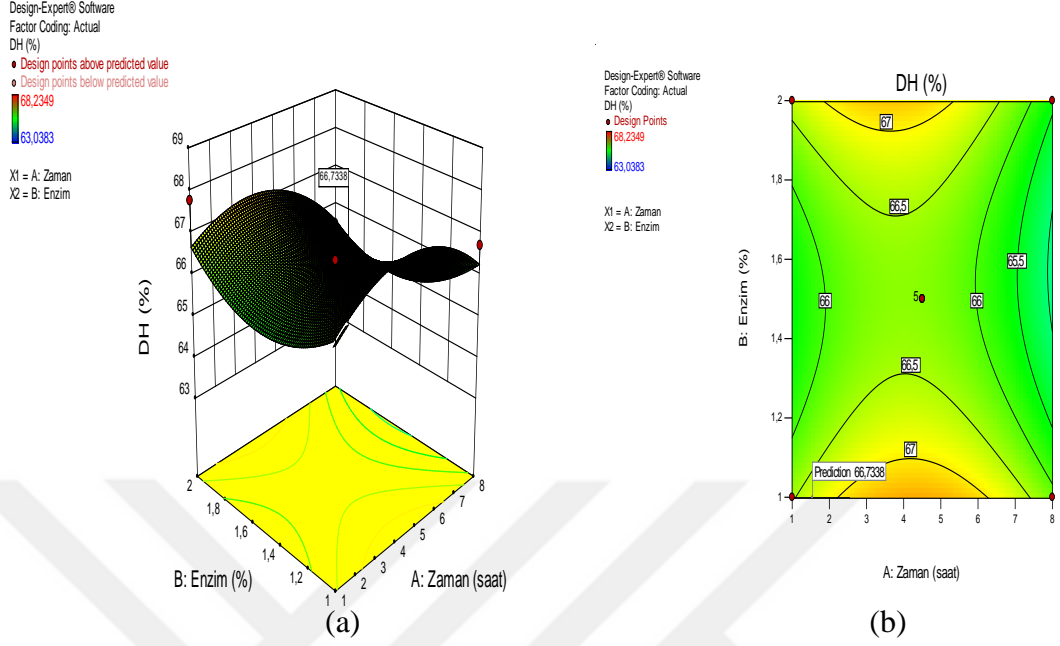 Design-Expert® Software
Factor Coding: Actual
DH (%)
Design points above predicted value
Design points below predicted value
68,2349
63,0383
X1 = A: Zaman
X2 = B: Enzim
66,7338
69
68
67
66
65
64
63
DH (%)
2
1,8
1,6
1,4
1,2
1
B: Enzim (%)
1
2
3
4
5
6
7
8
A: Zaman (saat)
(a)
Design-Expert® Software
Factor Coding: Actual
DH (%)
Design Points
68,2349
63,0383
X1 = A: Zaman
X2 = B: Enzim
DH (%)
2
1,8
1,6
1,4
1,2
1
B: Enzim (%)
67
66,5
65,5
66
5
66
66,5
67
Prediction 66,7338
1 2 3 4 5 6 7 8
A: Zaman (saat)
(b)